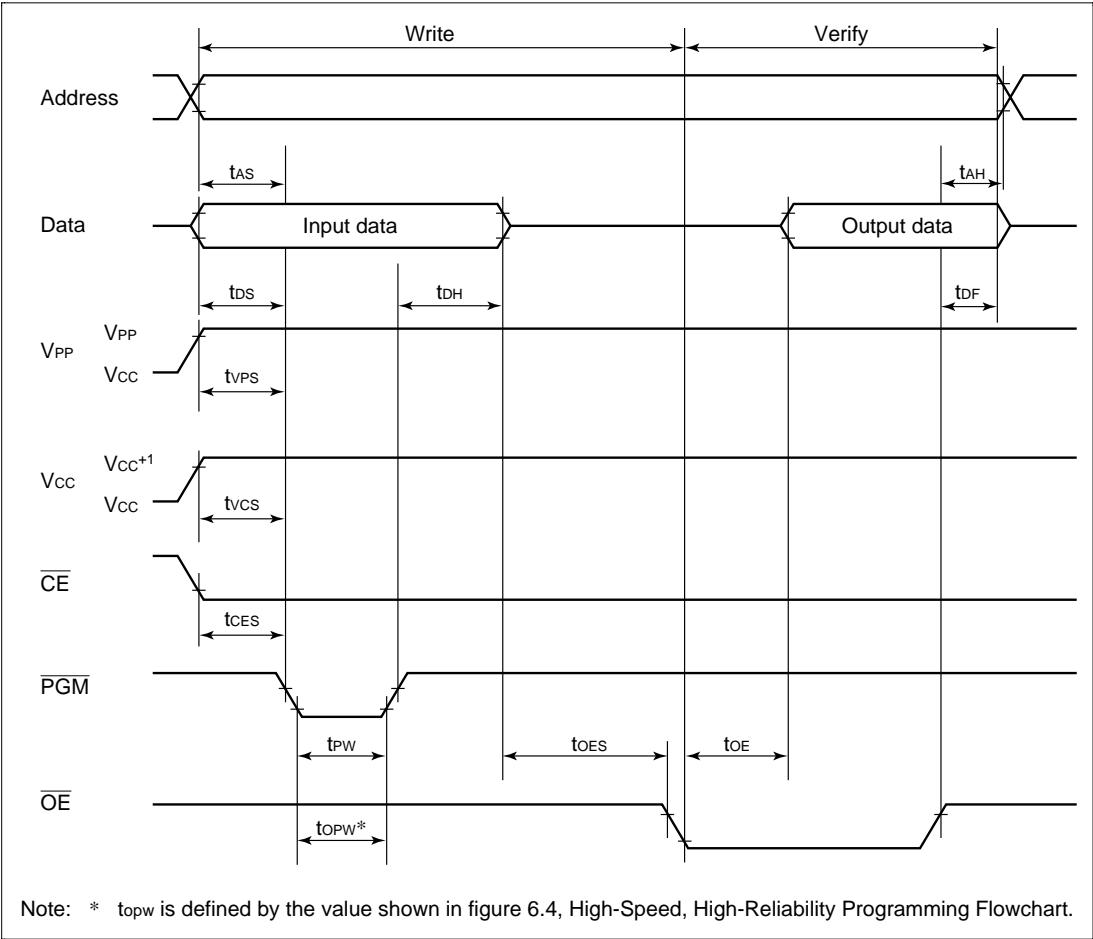 Write Verify
Address
tAS tAH
Data Input data Output data
tDS tDH tDF
VPP VPP
VCC
tVPS
VCC VCC+1
VCC
tVCS
CE
tCES
PGM
tPW tOES tOE
OE
tOPW*
Note: * topw is defined by the value shown in figure 6.4, High-Speed, High-Reliability Programming Flowchart.